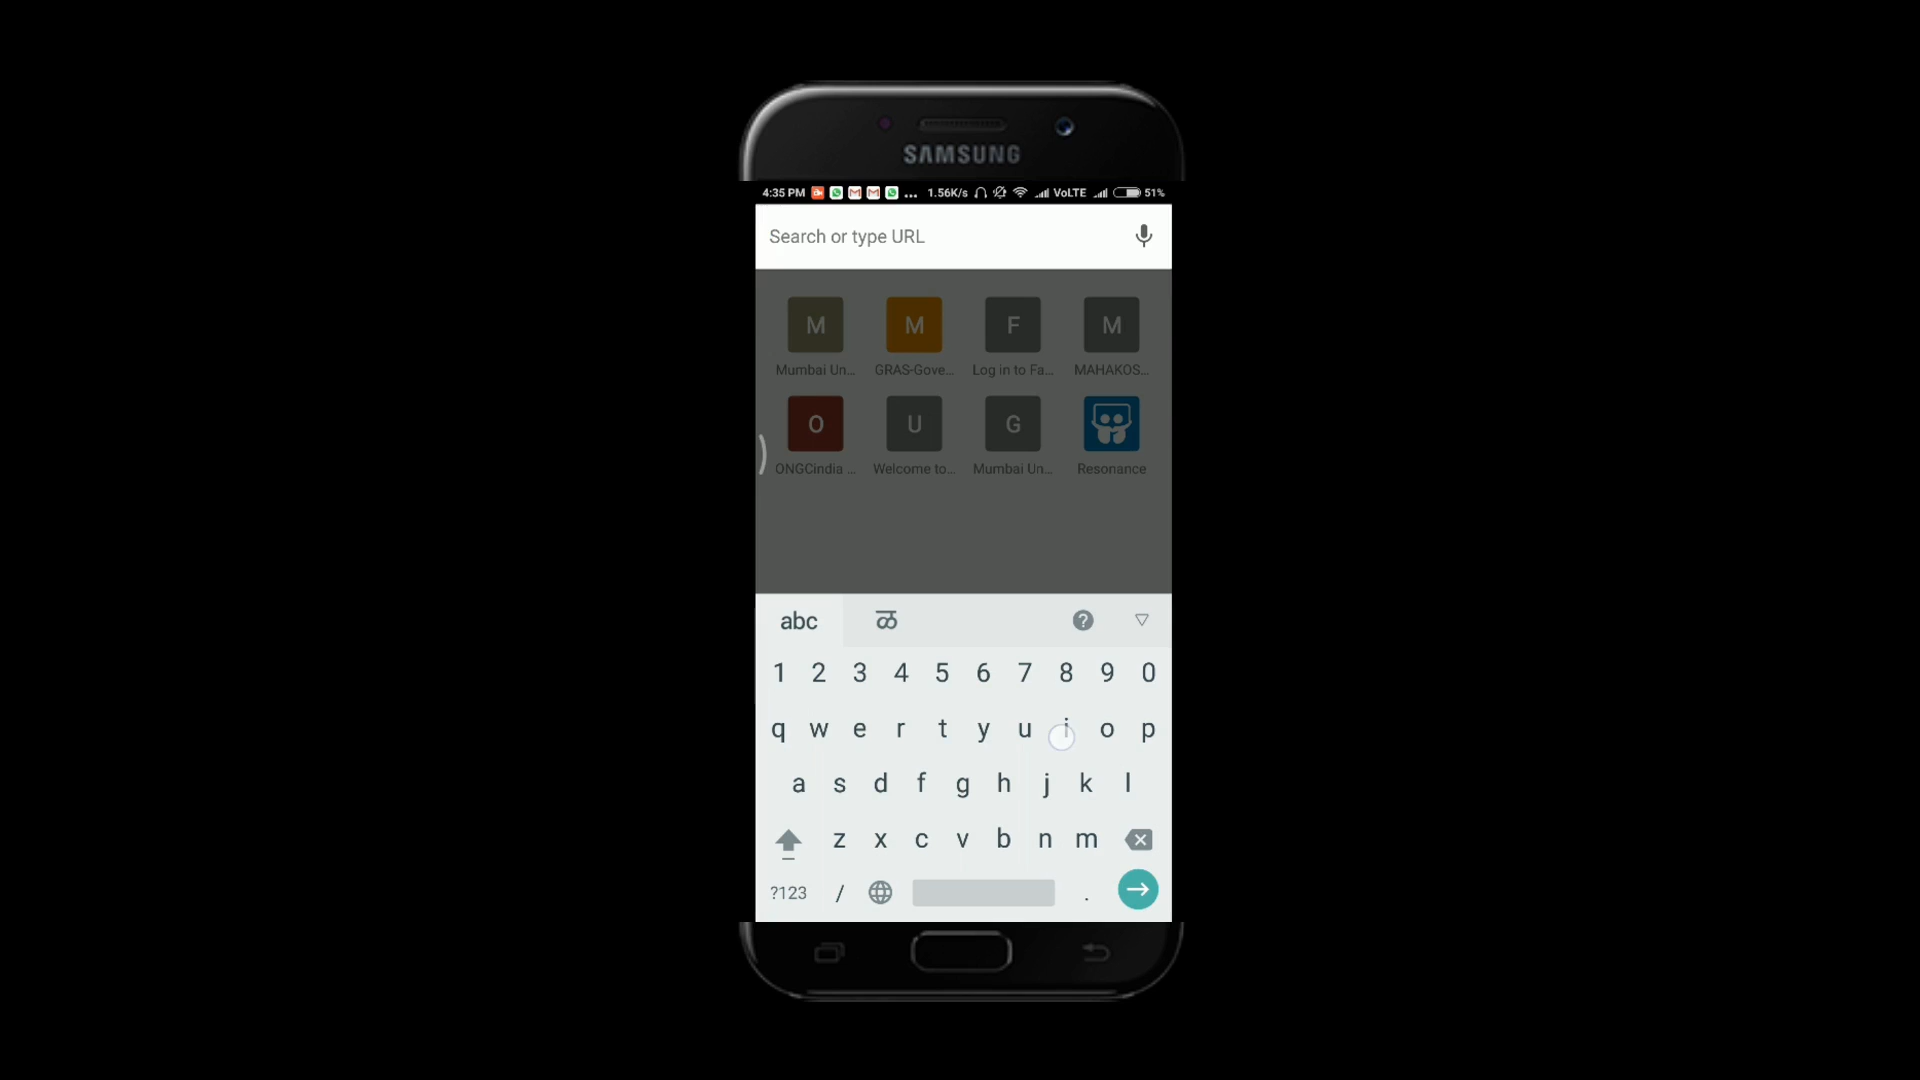 SAMSUNG
4:35 PM ... 1.56K/s VoLTE 51%
Search or type URL
M M F M
Mumbai Un... GRAS-Gove... Log in to Fa... MAHAKOS...
O U G
ONGCindia ... Welcome to... Mumbai Un... Resonance
abc
1 2 3 4 5 6 7 8 9 0
q w e r t y u i o p
a s d f g h j k l
z x c v b n m
?123 / .